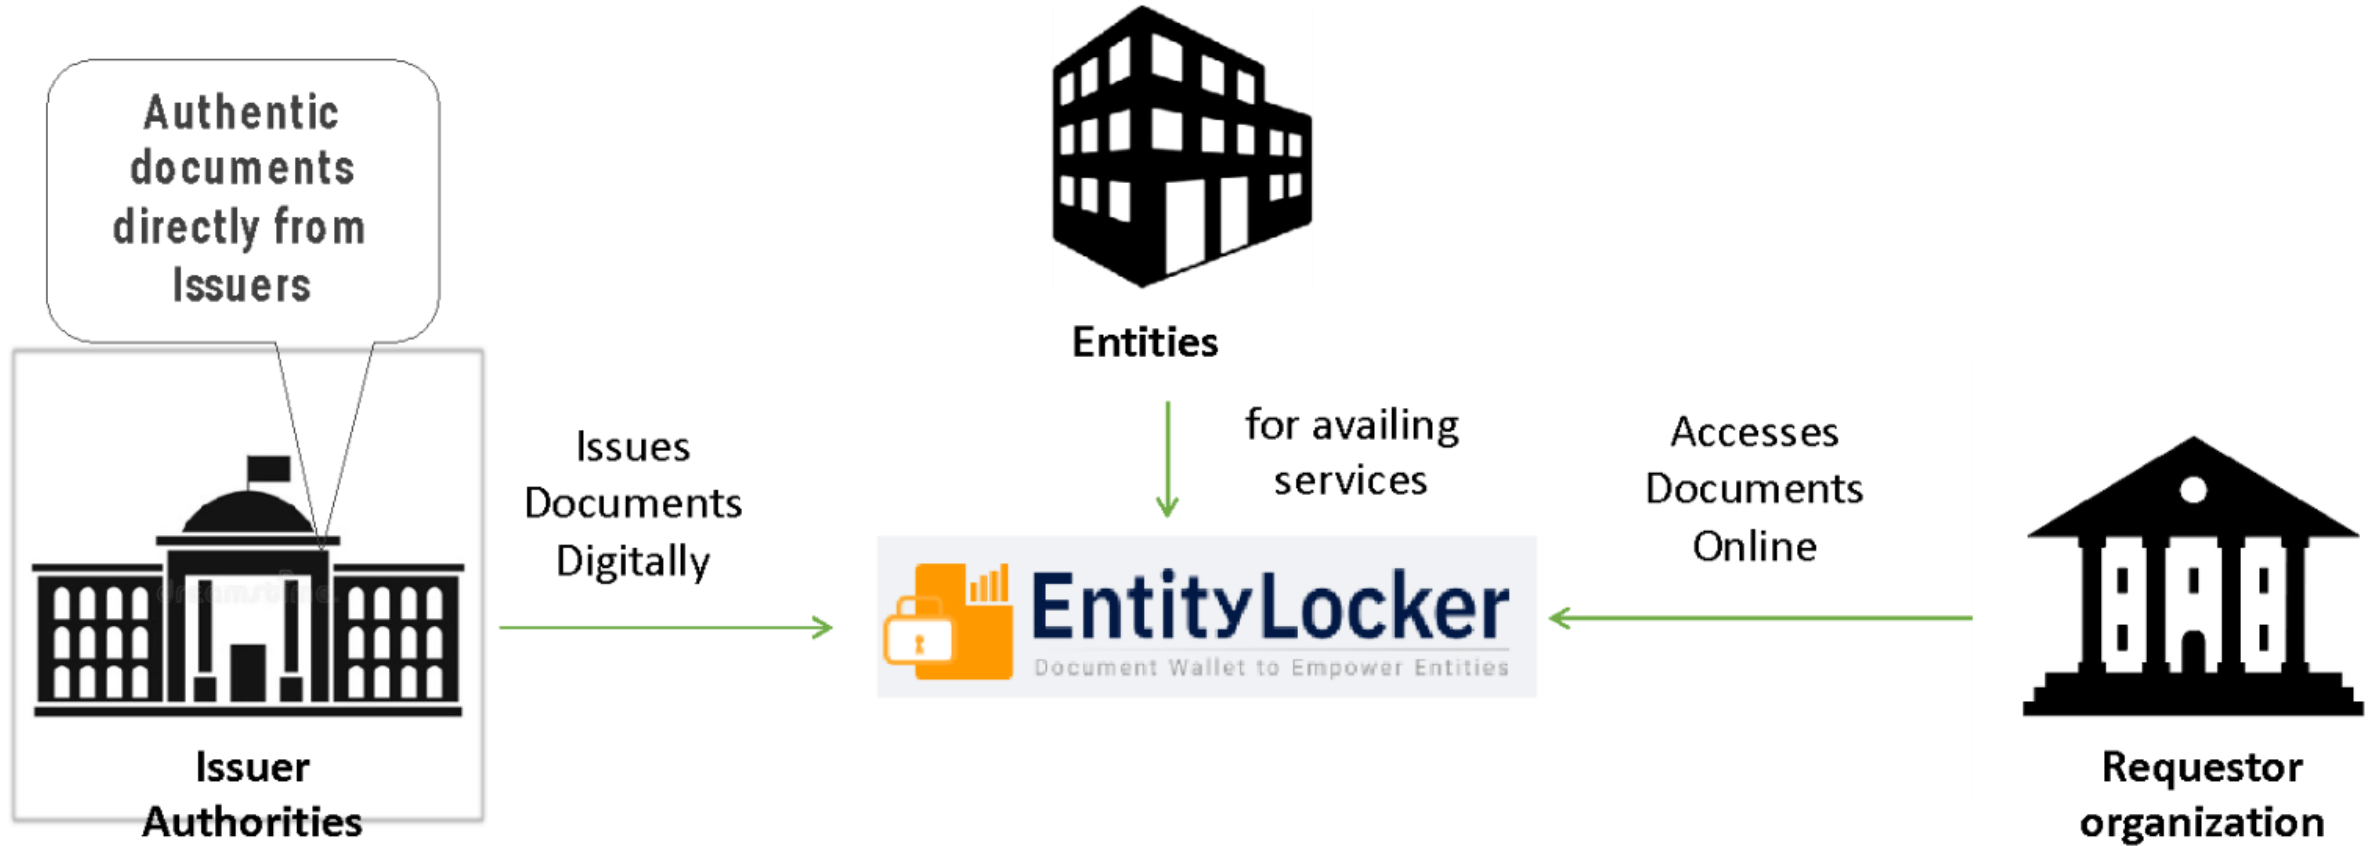 Authentic
documents
directly from
Issuers
Issuer
Authorities
Issues
Documents
Digitally
Entities
for availing
services
EntityLocker
Document Wallet to Empower Entities
Accesses
Documents
Online
Requestor
organization